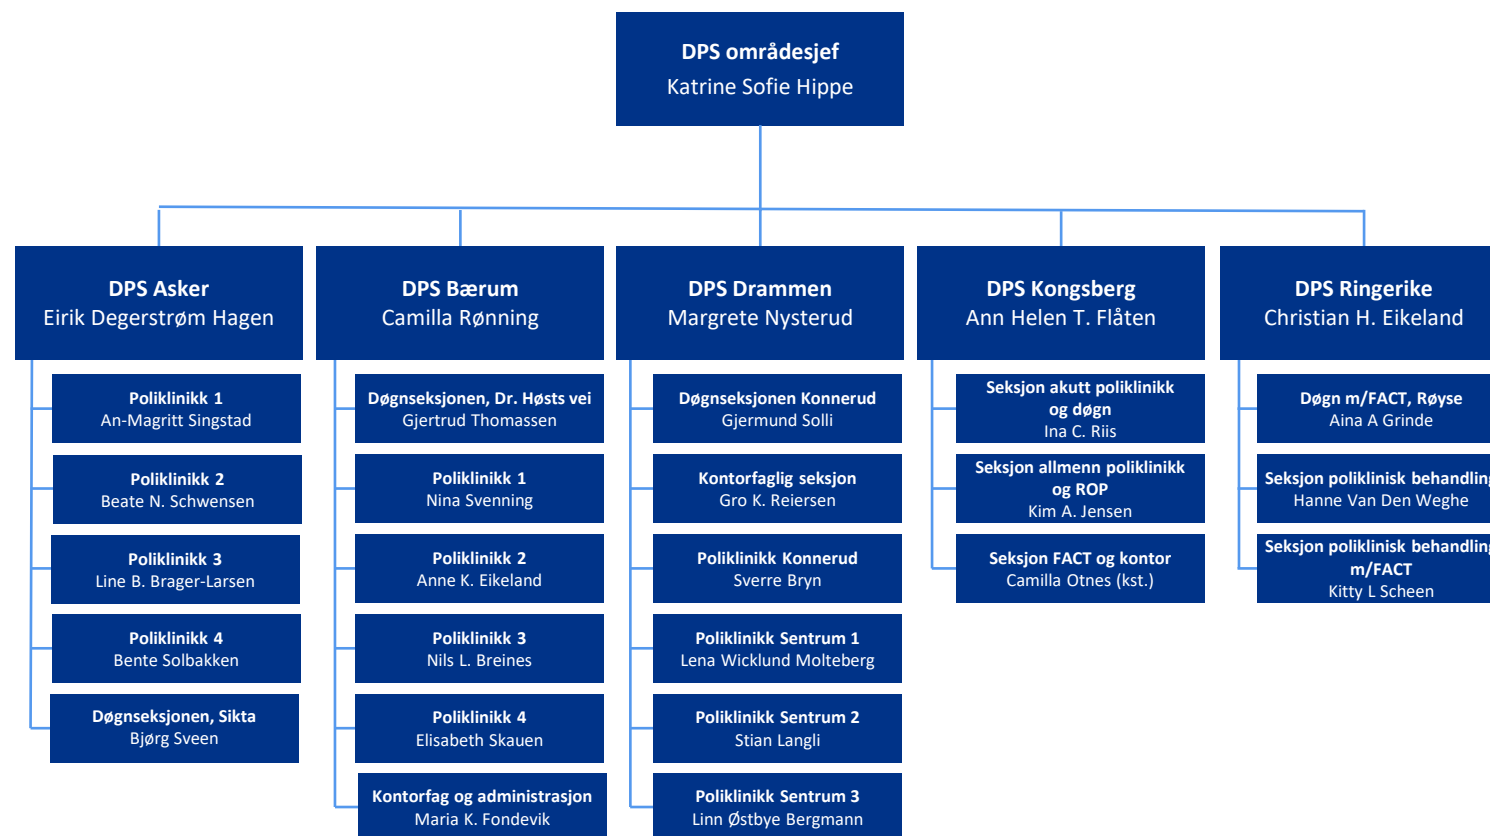 DPS områdesjef
Katrine Sofie Hippe
DPS Asker
Eirik Degerstrøm Hagen
Poliklinikk 1
An-Magritt Singstad
Poliklinikk 2
Beate N. Schwensen
Poliklinikk 3
Line B. Brager-Larsen
Poliklinikk 4
Bente Solbakken
Døgnseksjonen, Sikta
Bjørg Sveen
DPS Bærum
Camilla Rønning
Døgnseksjonen, Dr. Høsts vei
Gjertrud Thomassen
Poliklinikk 1
Nina Svenning
Poliklinikk 2
Anne K. Eikeland
Poliklinikk 3
Nils L. Breines
Poliklinikk 4
Elisabeth Skauen
Kontorfag og administrasjon
Maria K. Fondevik
DPS Drammen
Margrete Nysterud
Døgnseksjonen Konnerud
Gjermund Solli
Kontorfaglig seksjon
Gro K. Reiersen
Poliklinikk Konnerud
Sverre Bryn
Poliklinikk Sentrum 1
Lena Wicklund Molteberg
Poliklinikk Sentrum 2
Stian Langli
Poliklinikk Sentrum 3
Linn Østbye Bergmann
DPS Kongsberg
Ann Helen T. Flåten
Seksjon akutt poliklinikk
og døgn
Ina C. Riis
Seksjon allmenn poliklinikk
og ROP
Kim A. Jensen
Seksjon FACT og kontor
Camilla Otnes (kst.)
DPS Ringerike
Christian H. Eikeland
Døgn m/FACT, Røyse
Aina A Grinde
Seksjon poliklinisk behandling
Hanne Van Den Weghe
Seksjon poliklinisk behandling
m/FACT
Kitty L Scheen